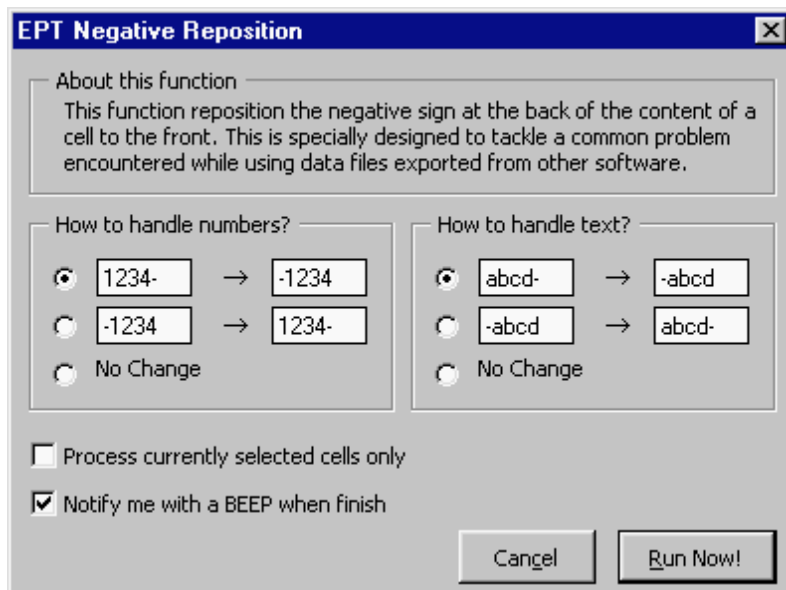 EPT Negative Reposition
About this function
This function reposition the negative sign at the back of the content of a
cell to the front. This is specially designed to tackle a common problem
encountered while using data files exported from other software.
How to handle numbers?
1234- → -1234
-1234 → 1234-
No Change
How to handle text?
abcd- → -abcd
-abcd → abcd-
No Change
Process currently selected cells only
Notify me with a BEEP when finish
Cancel
Run Now!